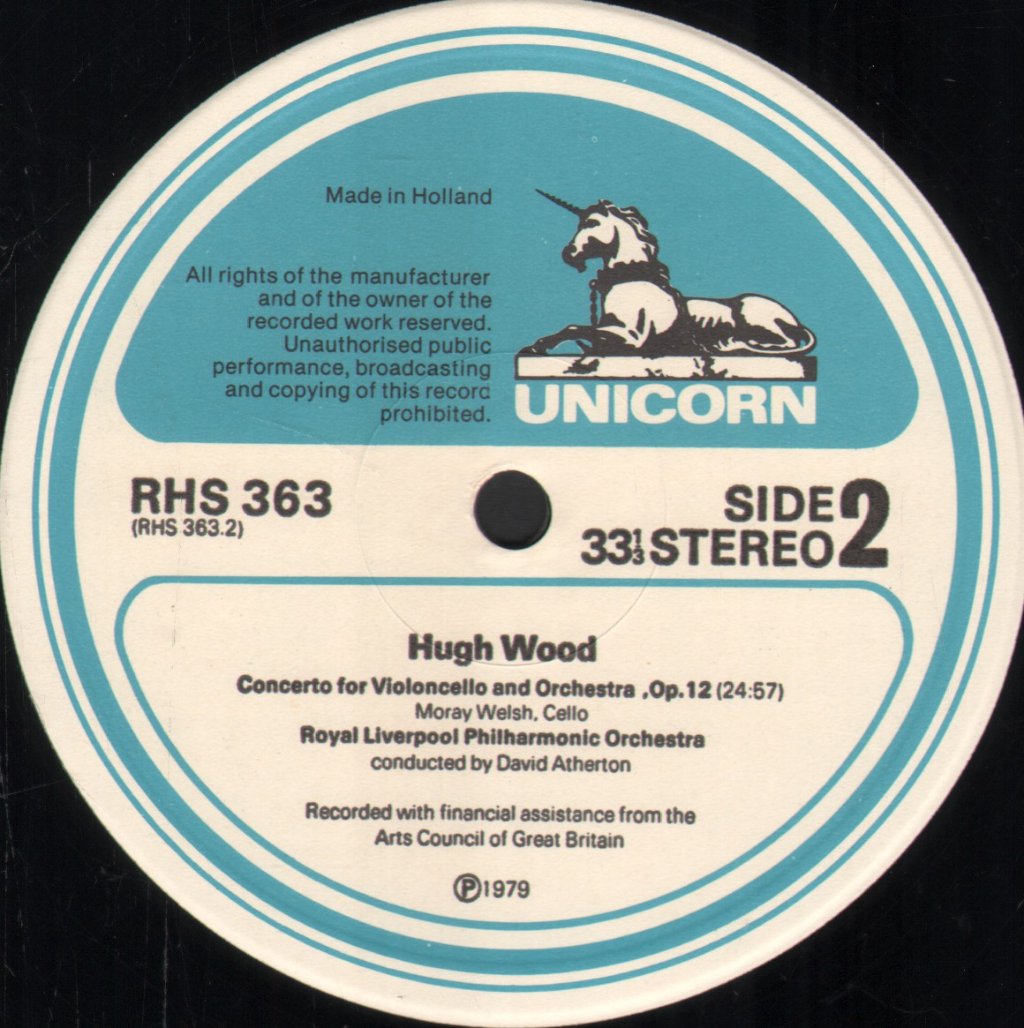 Made in Holland
All rights of the manufacturer
and of the owner of the
recorded work reserved.
Unauthorised public
performance, broadcasting
and copying of this record
prohibited.
UNICORN
RHS 363
(RHS 363.2)
SIDE 2
33⅓ STEREO
Hugh Wood
Concerto for Violoncello and Orchestra ,Op.12 (24:57)
Moray Welsh, Cello
Royal Liverpool Philharmonic Orchestra
conducted by David Atherton
Recorded with financial assistance from the
Arts Council of Great Britain
℗1979